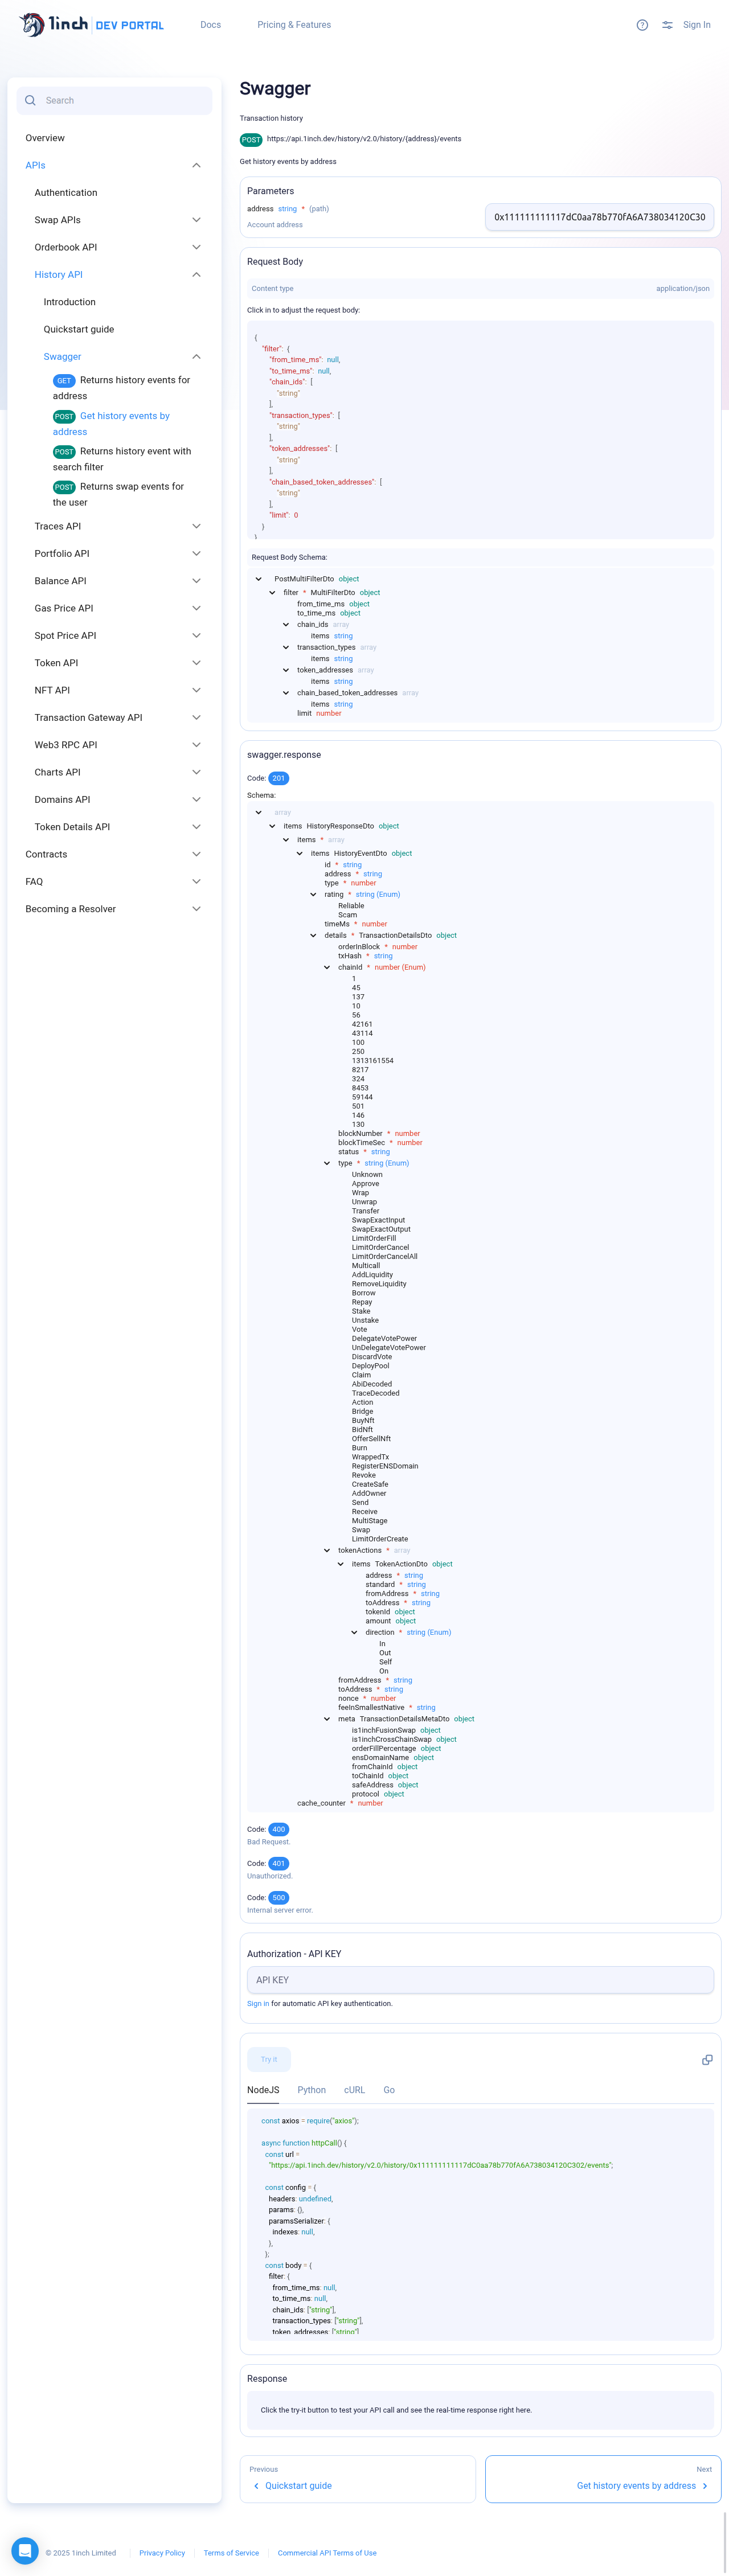 1inch DEV PORTAL
Docs
Pricing & Features
Sign In
Search
Overview
APIs
Authentication
Swap APIs
Orderbook API
History API
Introduction
Quickstart guide
Swagger
GET Returns history events for
address
POST Get history events by
address
POST Returns history event with
search filter
POST Returns swap events for
the user
Traces API
Portfolio API
Balance API
Gas Price API
Spot Price API
Token API
NFT API
Transaction Gateway API
Web3 RPC API
Charts API
Domains API
Token Details API
Contracts
FAQ
Becoming a Resolver
Swagger
Transaction history
POST https://api.1inch.dev/history/v2.0/history/{address}/events
Get history events by address
Parameters
address string * (path)
Account address
0x111111111117dC0aa78b770fA6A738034120C30
Request Body
Content type application/json
Click in to adjust the request body:
{
"filter": {
"from_time_ms": null,
"to_time_ms": null,
"chain_ids": [
"string"
],
"transaction_types": [
"string"
],
"token_addresses": [
"string"
],
"chain_based_token_addresses": [
"string"
],
"limit": 0
}
}
Request Body Schema:
PostMultiFilterDto object
filter * MultiFilterDto object
from_time_ms object
to_time_ms object
chain_ids array
items string
transaction_types array
items string
token_addresses array
items string
chain_based_token_addresses array
items string
limit number
swagger.response
Code: 201
Schema:
array
items HistoryResponseDto object
items * array
items HistoryEventDto object
id * string
address * string
type * number
rating * string (Enum)
Reliable
Scam
timeMs * number
details * TransactionDetailsDto object
orderInBlock * number
txHash * string
chainId * number (Enum)
1
45
137
10
56
42161
43114
100
250
1313161554
8217
324
8453
59144
501
146
130
blockNumber * number
blockTimeSec * number
status * string
type * string (Enum)
Unknown
Approve
Wrap
Unwrap
Transfer
SwapExactInput
SwapExactOutput
LimitOrderFill
LimitOrderCancel
LimitOrderCancelAll
Multicall
AddLiquidity
RemoveLiquidity
Borrow
Repay
Stake
Unstake
Vote
DelegateVotePower
UnDelegateVotePower
DiscardVote
DeployPool
Claim
AbiDecoded
TraceDecoded
Action
Bridge
BuyNft
BidNft
OfferSellNft
Burn
WrappedTx
RegisterENSDomain
Revoke
CreateSafe
AddOwner
Send
Receive
MultiStage
Swap
LimitOrderCreate
tokenActions * array
items TokenActionDto object
address * string
standard * string
fromAddress * string
toAddress * string
tokenId object
amount object
direction * string (Enum)
In
Out
Self
On
fromAddress * string
toAddress * string
nonce * number
feeInSmallestNative * string
meta TransactionDetailsMetaDto object
is1inchFusionSwap object
is1inchCrossChainSwap object
orderFillPercentage object
ensDomainName object
fromChainId object
toChainId object
safeAddress object
protocol object
cache_counter * number
Code: 400
Bad Request.
Code: 401
Unauthorized.
Code: 500
Internal server error.
Authorization - API KEY
API KEY
Sign in for automatic API key authentication.
Try it
NodeJS Python cURL Go
const axios = require("axios");
async function httpCall() {
const url =
"https://api.1inch.dev/history/v2.0/history/0x111111111117dC0aa78b770fA6A738034120C302/events";
const config = {
headers: undefined,
params: {},
paramsSerializer: {
indexes: null,
},
};
const body = {
filter: {
from_time_ms: null,
to_time_ms: null,
chain_ids: ["string"],
transaction_types: ["string"],
token_addresses: ["string"]
Response
Click the try-it button to test your API call and see the real-time response right here.
Previous
Quickstart guide
Next
Get history events by address
© 2025 1inch Limited
Privacy Policy
Terms of Service
Commercial API Terms of Use